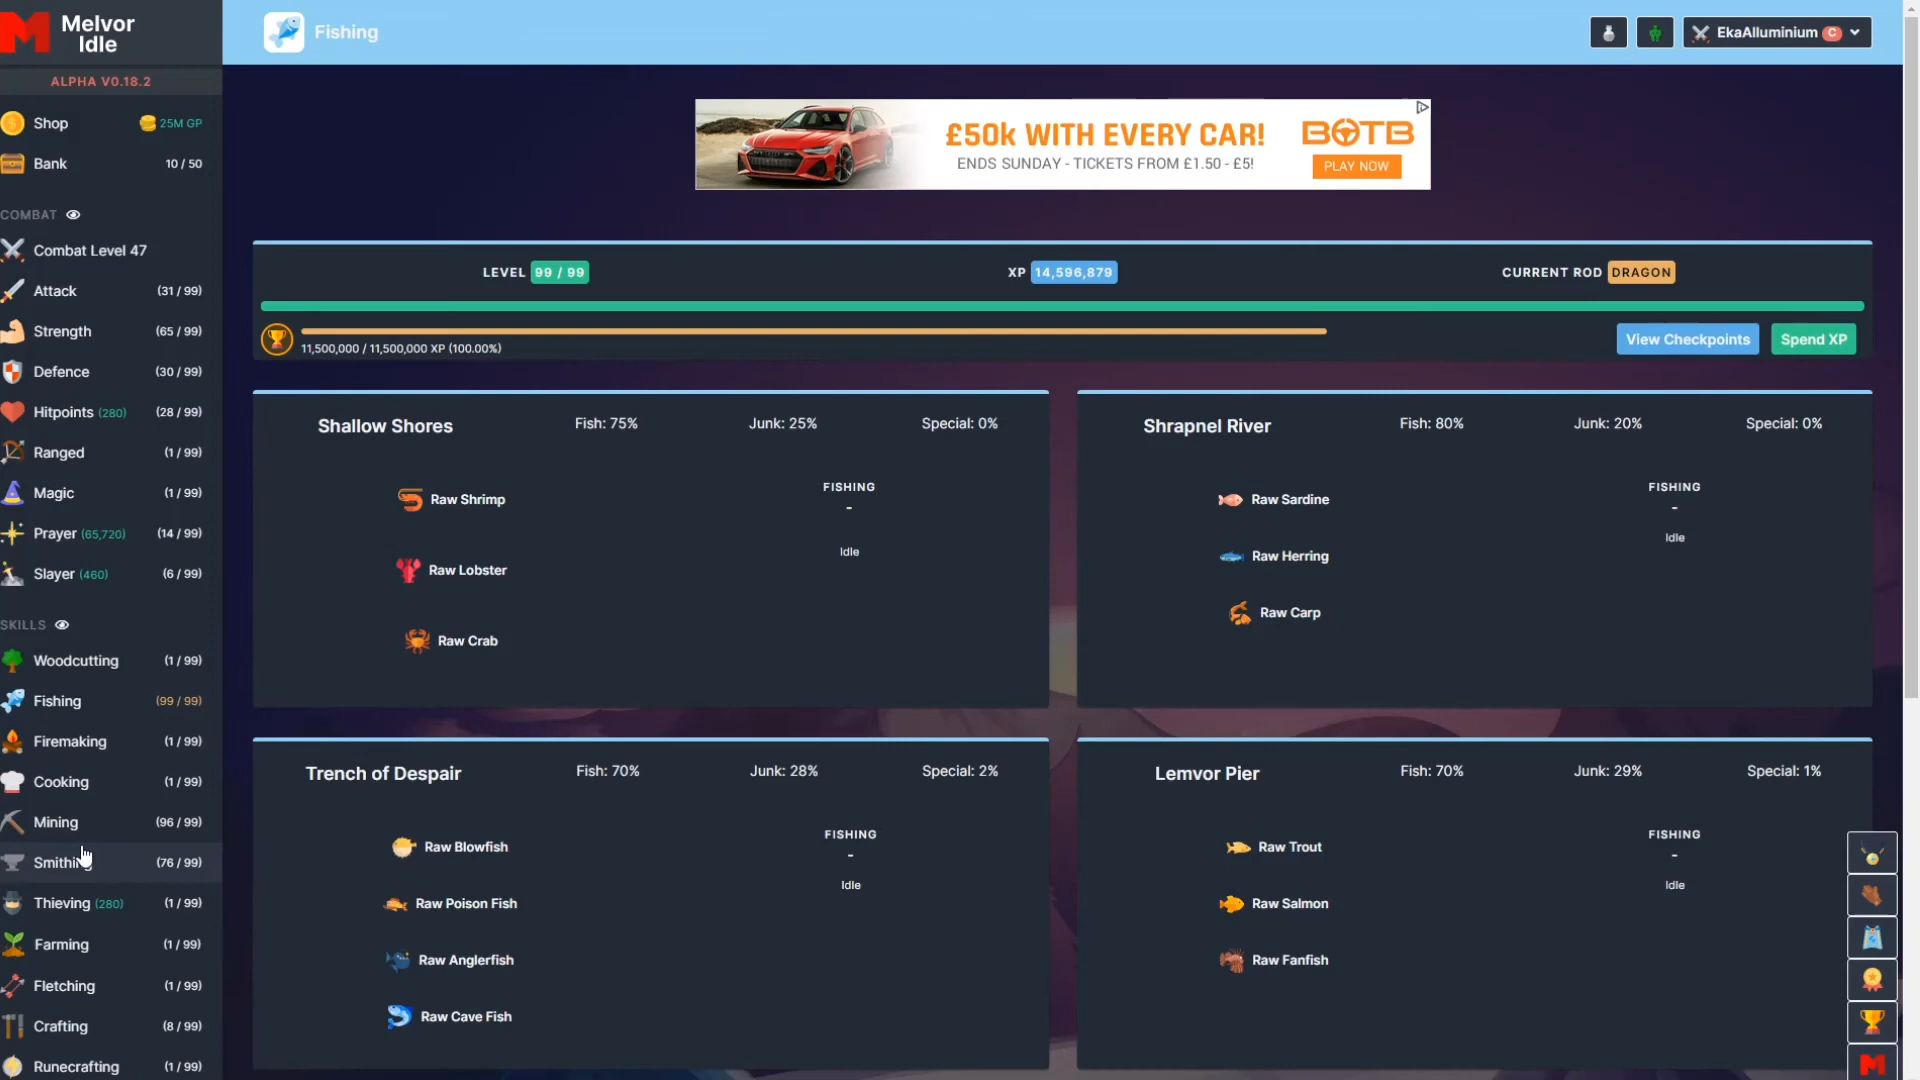 Melvor
Idle
Fishing
EkaAlluminium C
ALPHA V0.18.2
Shop 25M GP
Bank 10 / 50
£50k WITH EVERY CAR!
ENDS SUNDAY - TICKETS FROM £1.50 - £5!
BOTB
PLAY NOW
COMBAT
Combat Level 47
Attack (31 / 99)
Strength (65 / 99)
Defence (30 / 99)
Hitpoints (280) (28 / 99)
Ranged (1 / 99)
Magic (1 / 99)
Prayer (65,720) (14 / 99)
Slayer (460) (6 / 99)
SKILLS
Woodcutting (1 / 99)
Fishing (99 / 99)
Firemaking (1 / 99)
Cooking (1 / 99)
Mining (96 / 99)
Smithing (76 / 99)
Thieving (280) (1 / 99)
Farming (1 / 99)
Fletching (1 / 99)
Crafting (8 / 99)
Runecrafting (1 / 99)
LEVEL 99 / 99
XP 14,596,879
CURRENT ROD DRAGON
11,500,000 / 11,500,000 XP (100.00%)
View Checkpoints
Spend XP
Shallow Shores Fish: 75% Junk: 25% Special: 0%
Raw Shrimp
Raw Lobster
Raw Crab
FISHING
-
Idle
Shrapnel River Fish: 80% Junk: 20% Special: 0%
Raw Sardine
Raw Herring
Raw Carp
FISHING
-
Idle
Trench of Despair Fish: 70% Junk: 28% Special: 2%
Raw Blowfish
Raw Poison Fish
Raw Anglerfish
Raw Cave Fish
FISHING
-
Idle
Lemvor Pier Fish: 70% Junk: 29% Special: 1%
Raw Trout
Raw Salmon
Raw Fanfish
FISHING
-
Idle